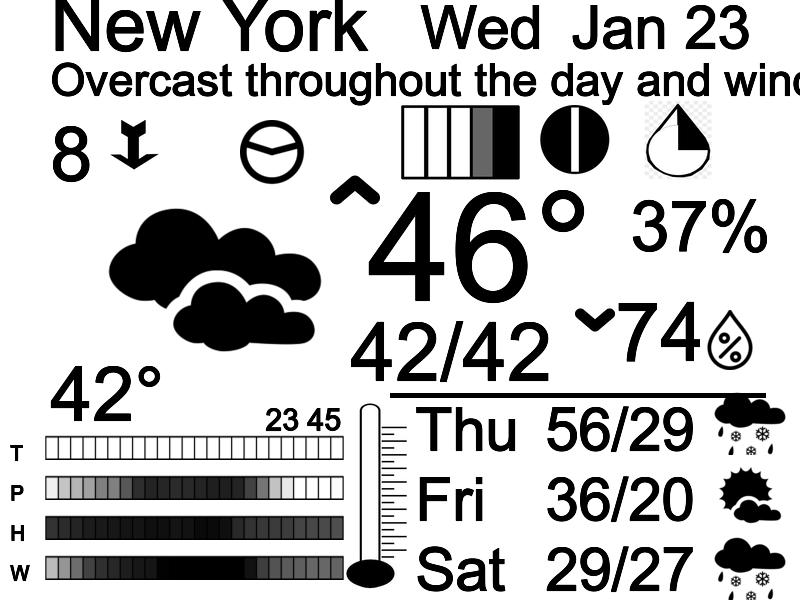 New York Wed Jan 23
Overcast throughout the day and wind
8
46° 37%
42/42 74 %
42°
23 45
T
P
H
W
Thu 56/29
Fri 36/20
Sat 29/27